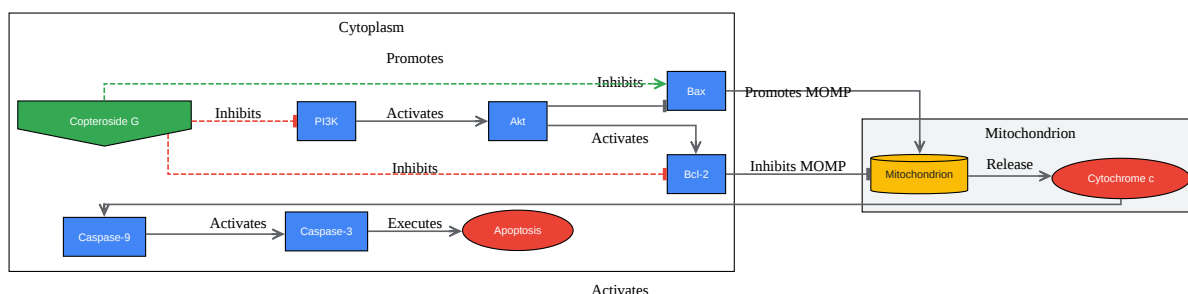 Cytoplasm
Promotes
Inhibits
Bax
Promotes MOMP
Copteroside G
Inhibits
PI3K
Activates
Akt
Activates
Mitochondrion
Inhibits
Bcl-2
Inhibits MOMP
Mitochondrion
Release
Cytochrome c
Caspase-9
Activates
Caspase-3
Executes
Apoptosis
Activates